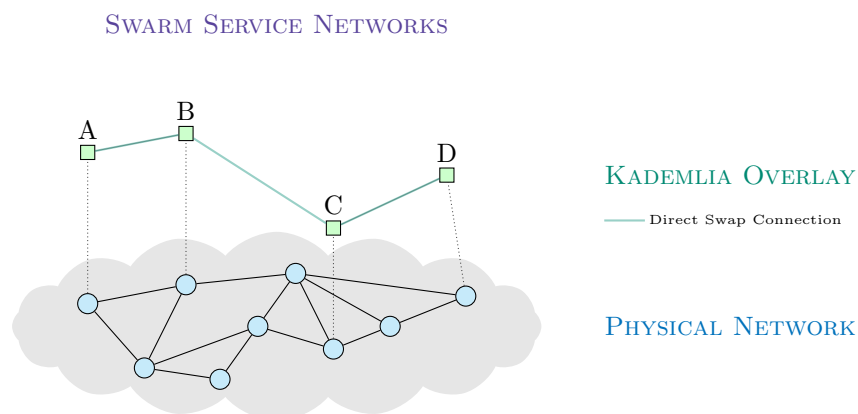 Swarm Service Networks
A
B
C
D
Kademlia Overlay
Direct Swap Connection
Physical Network